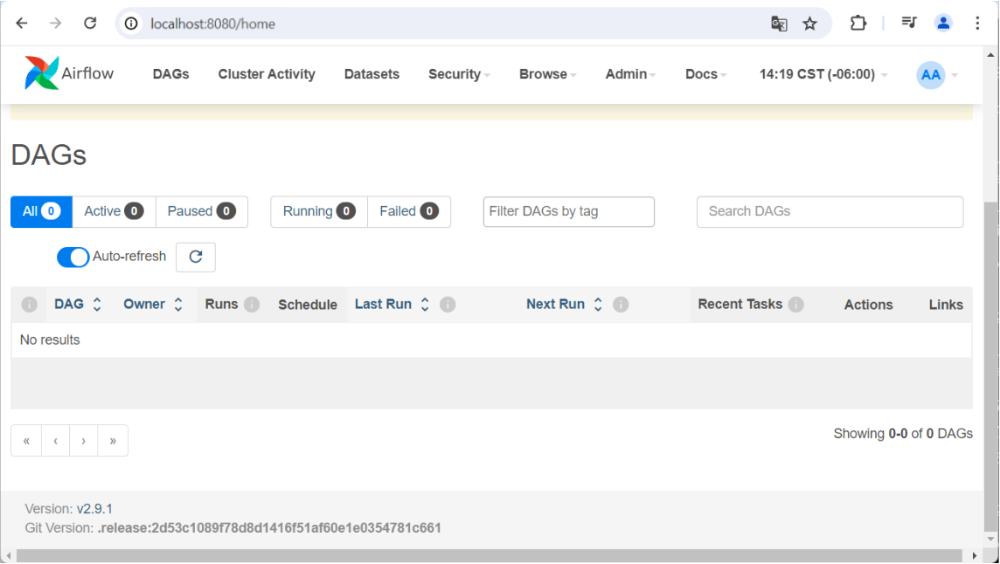 localhost:8080/home
Airflow DAGs Cluster Activity Datasets Security Browse Admin Docs 14:19 CST (-06:00) AA
DAGs
All 0 Active 0 Paused 0 Running 0 Failed 0 Filter DAGs by tag Search DAGs
Auto-refresh
DAG Owner Runs Schedule Last Run Next Run Recent Tasks Actions Links
No results
« ‹ › »
Showing 0-0 of 0 DAGs
Version: v2.9.1
Git Version: .release:2d53c1089f78d8d1416f51af60e1e0354781c661